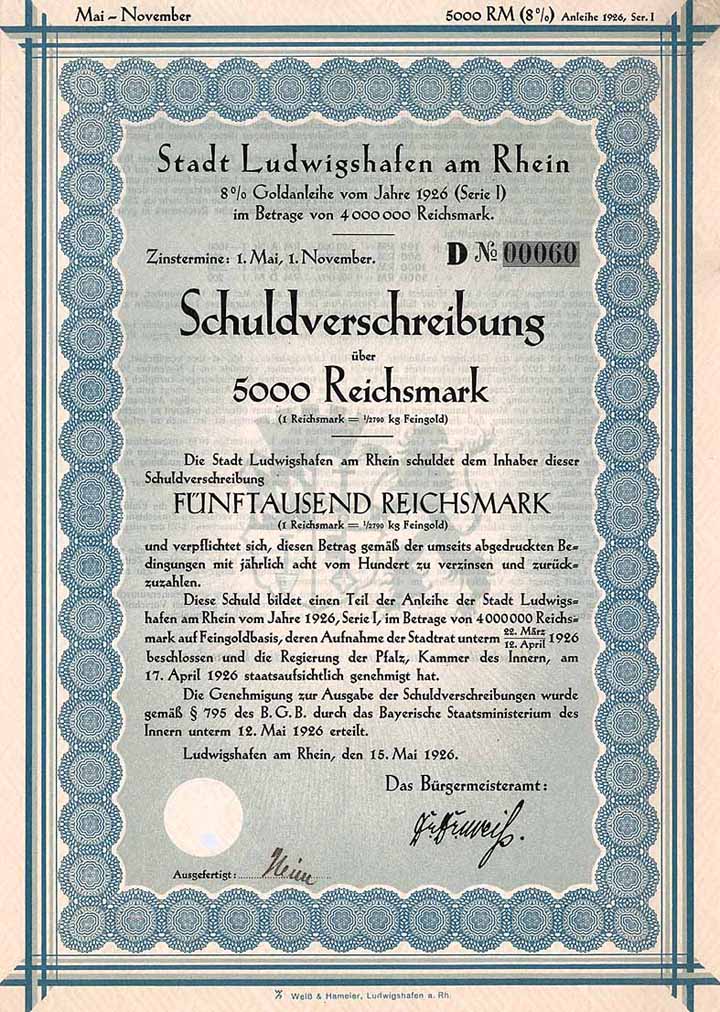 Mai – November 5000 RM (8%) Anleihe 1926, Ser. I
Stadt Ludwigshafen am Rhein
8% Goldanleihe vom Jahre 1926 (Serie I)
im Betrage von 4 000 000 Reichsmark.
Zinstermine: 1. Mai, 1. November. D № 00060
Schuldverschreibung
über
5000 Reichsmark
(1 Reichsmark = 1/2790 kg Feingold)
Die Stadt Ludwigshafen am Rhein schuldet dem Inhaber dieser
Schuldverschreibung
FÜNFTAUSEND REICHSMARK
(1 Reichsmark = 1/2790 kg Feingold)
und verpflichtet sich, diesen Betrag gemäß der umseits abgedruckten Be-
dingungen mit jährlich acht vom Hundert zu verzinsen und zurück-
zuzahlen.
Diese Schuld bildet einen Teil der Anleihe der Stadt Ludwigs-
hafen am Rhein vom Jahre 1926, Serie I, im Betrage von 4 000 000 Reichs-
mark auf Feingoldbasis, deren Aufnahme der Stadtrat unterm 22. März / 12. April 1926
beschlossen und die Regierung der Pfalz, Kammer des Innern, am
17. April 1926 staatsaufsichtlich genehmigt hat.
Die Genehmigung zur Ausgabe der Schuldverschreibungen wurde
gemäß § 795 des B. G. B. durch das Bayerische Staatsministerium des
Innern unterm 12. Mai 1926 erteilt.
Ludwigshafen am Rhein, den 15. Mai 1926.
Das Bürgermeisteramt:
Ausgefertigt:
Weiß & Hameier, Ludwigshafen a. Rh.